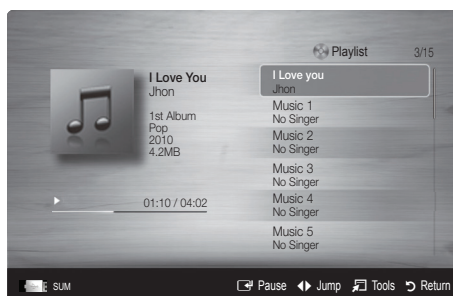 Playlist 3/15
I Love You
Jhon
1st Album
Pop
2010
4.2MB
01:10 / 04:02
I Love you
Jhon
Music 1
No Singer
Music 2
No Singer
Music 3
No Singer
Music 4
No Singer
Music 5
No Singer
SUM Pause Jump Tools Return